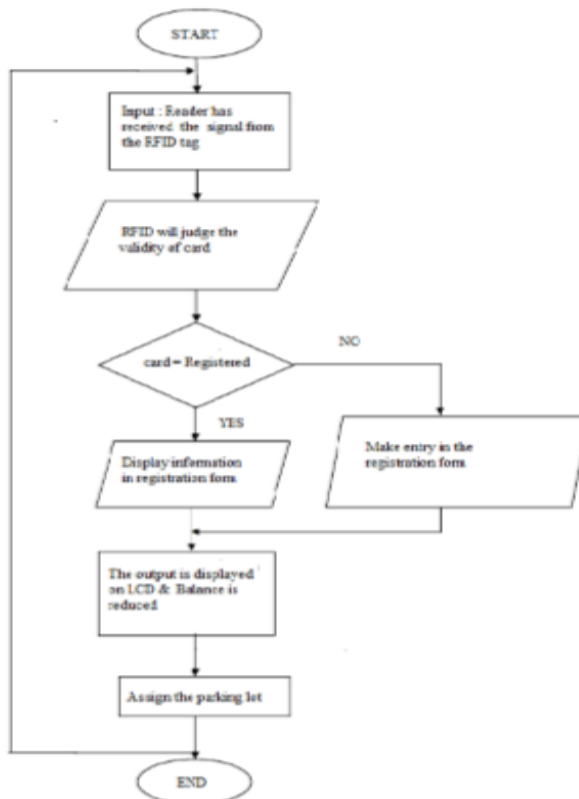 START
Input : Reader has
received the signal from
the RFID tag
RFID will judge the
validity of card
card = Registered
NO
YES
Display information
in registration form
Make entry in the
registration form
The output is displayed
on LCD & Balance is
reduced
Assign the parking lot
END